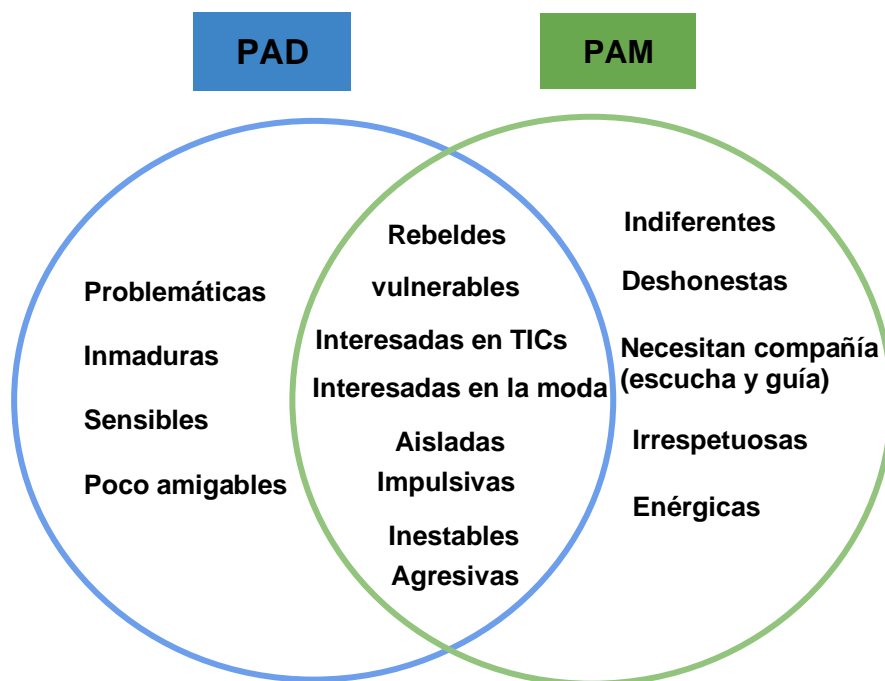 PAD
PAM
Problemáticas
Inmaduras
Sensibles
Poco amigables
Rebeldes
vulnerables
Interesadas en TICs
Interesadas en la moda
Aisladas
Impulsivas
Inestables
Agresivas
Indiferentes
Deshonestas
Necesitan compañía
(escucha y guía)
Irrespetuosas
Enérgicas